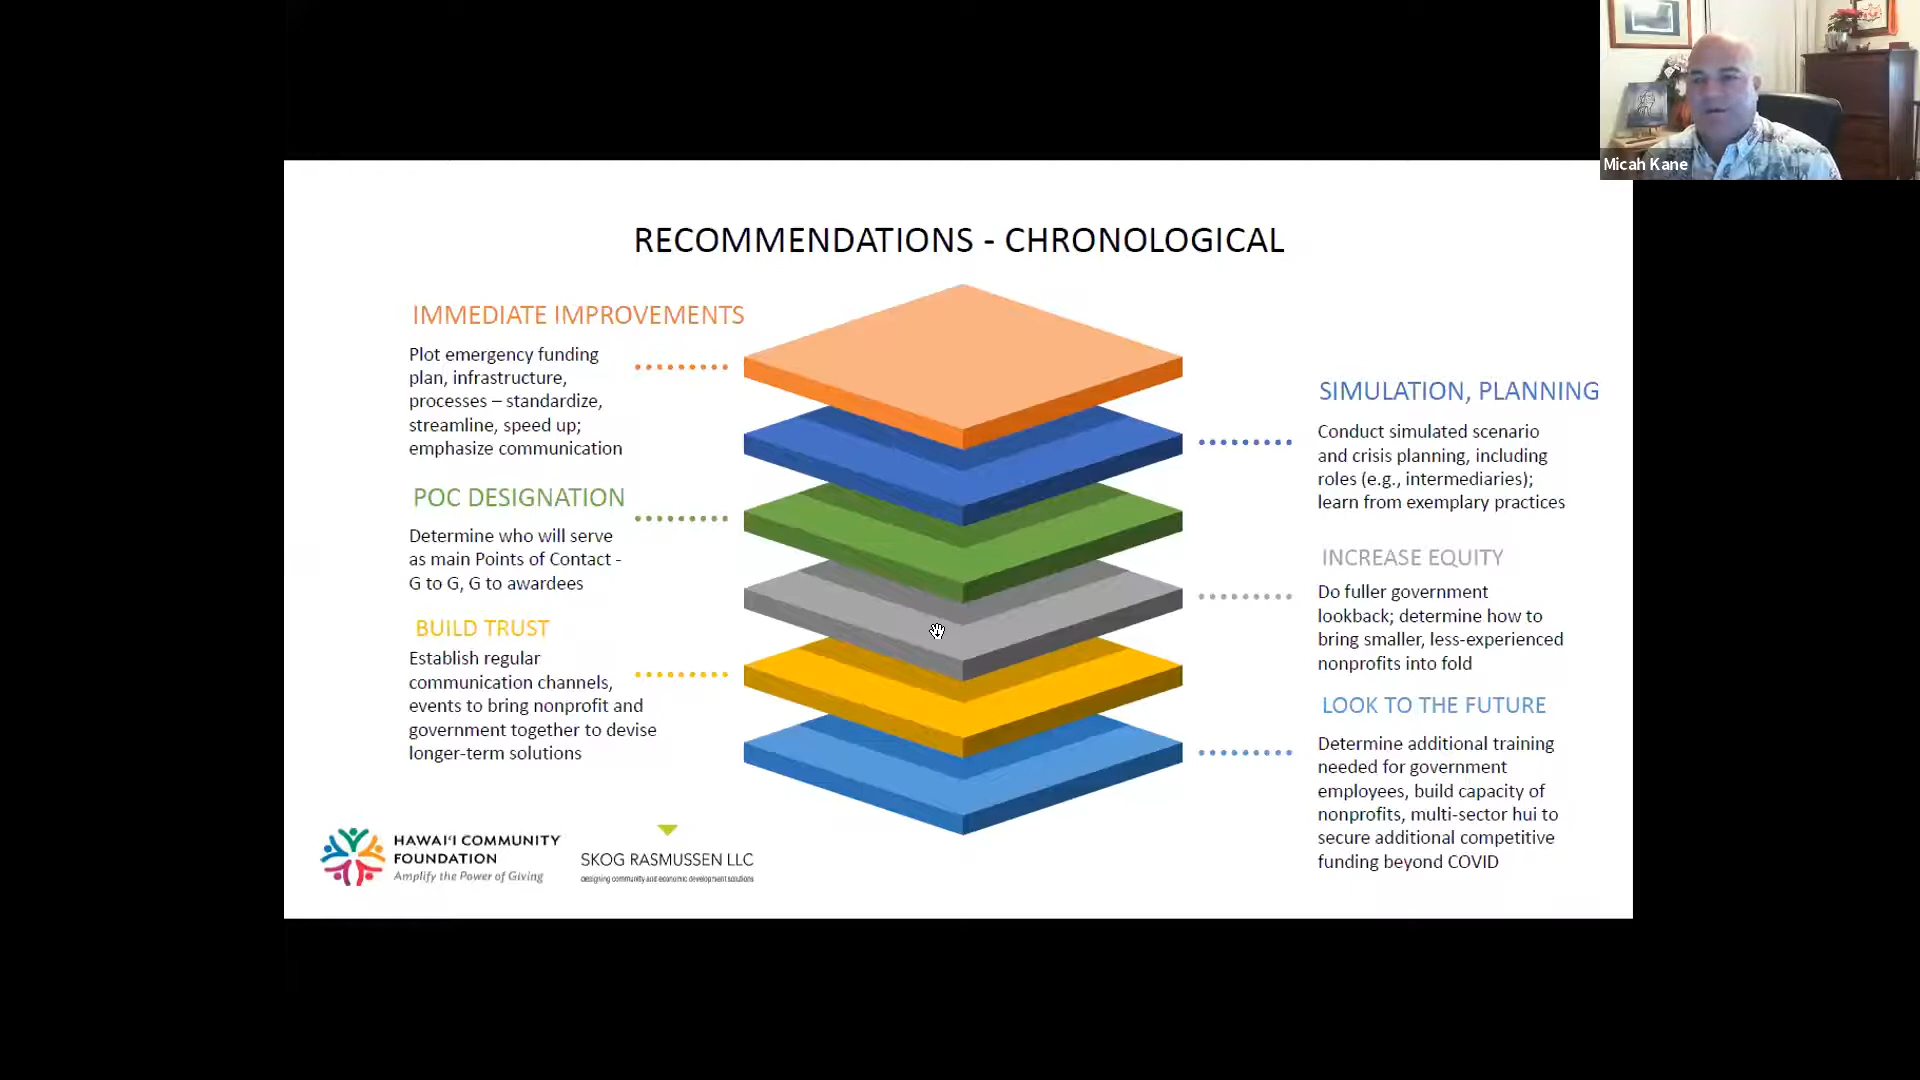 Micah Kane
RECOMMENDATIONS - CHRONOLOGICAL
IMMEDIATE IMPROVEMENTS
Plot emergency funding
plan, infrastructure,
processes – standardize,
streamline, speed up;
emphasize communication
SIMULATION, PLANNING
Conduct simulated scenario
and crisis planning, including
roles (e.g., intermediaries);
learn from exemplary practices
POC DESIGNATION
Determine who will serve
as main Points of Contact -
G to G, G to awardees
INCREASE EQUITY
Do fuller government
lookback; determine how to
bring smaller, less-experienced
nonprofits into fold
BUILD TRUST
Establish regular
communication channels,
events to bring nonprofit and
government together to devise
longer-term solutions
LOOK TO THE FUTURE
Determine additional training
needed for government
employees, build capacity of
nonprofits, multi-sector hui to
secure additional competitive
funding beyond COVID
HAWAIʻI COMMUNITY
FOUNDATION
Amplify the Power of Giving
SKOG RASMUSSEN LLC
designing community and economic development solutions